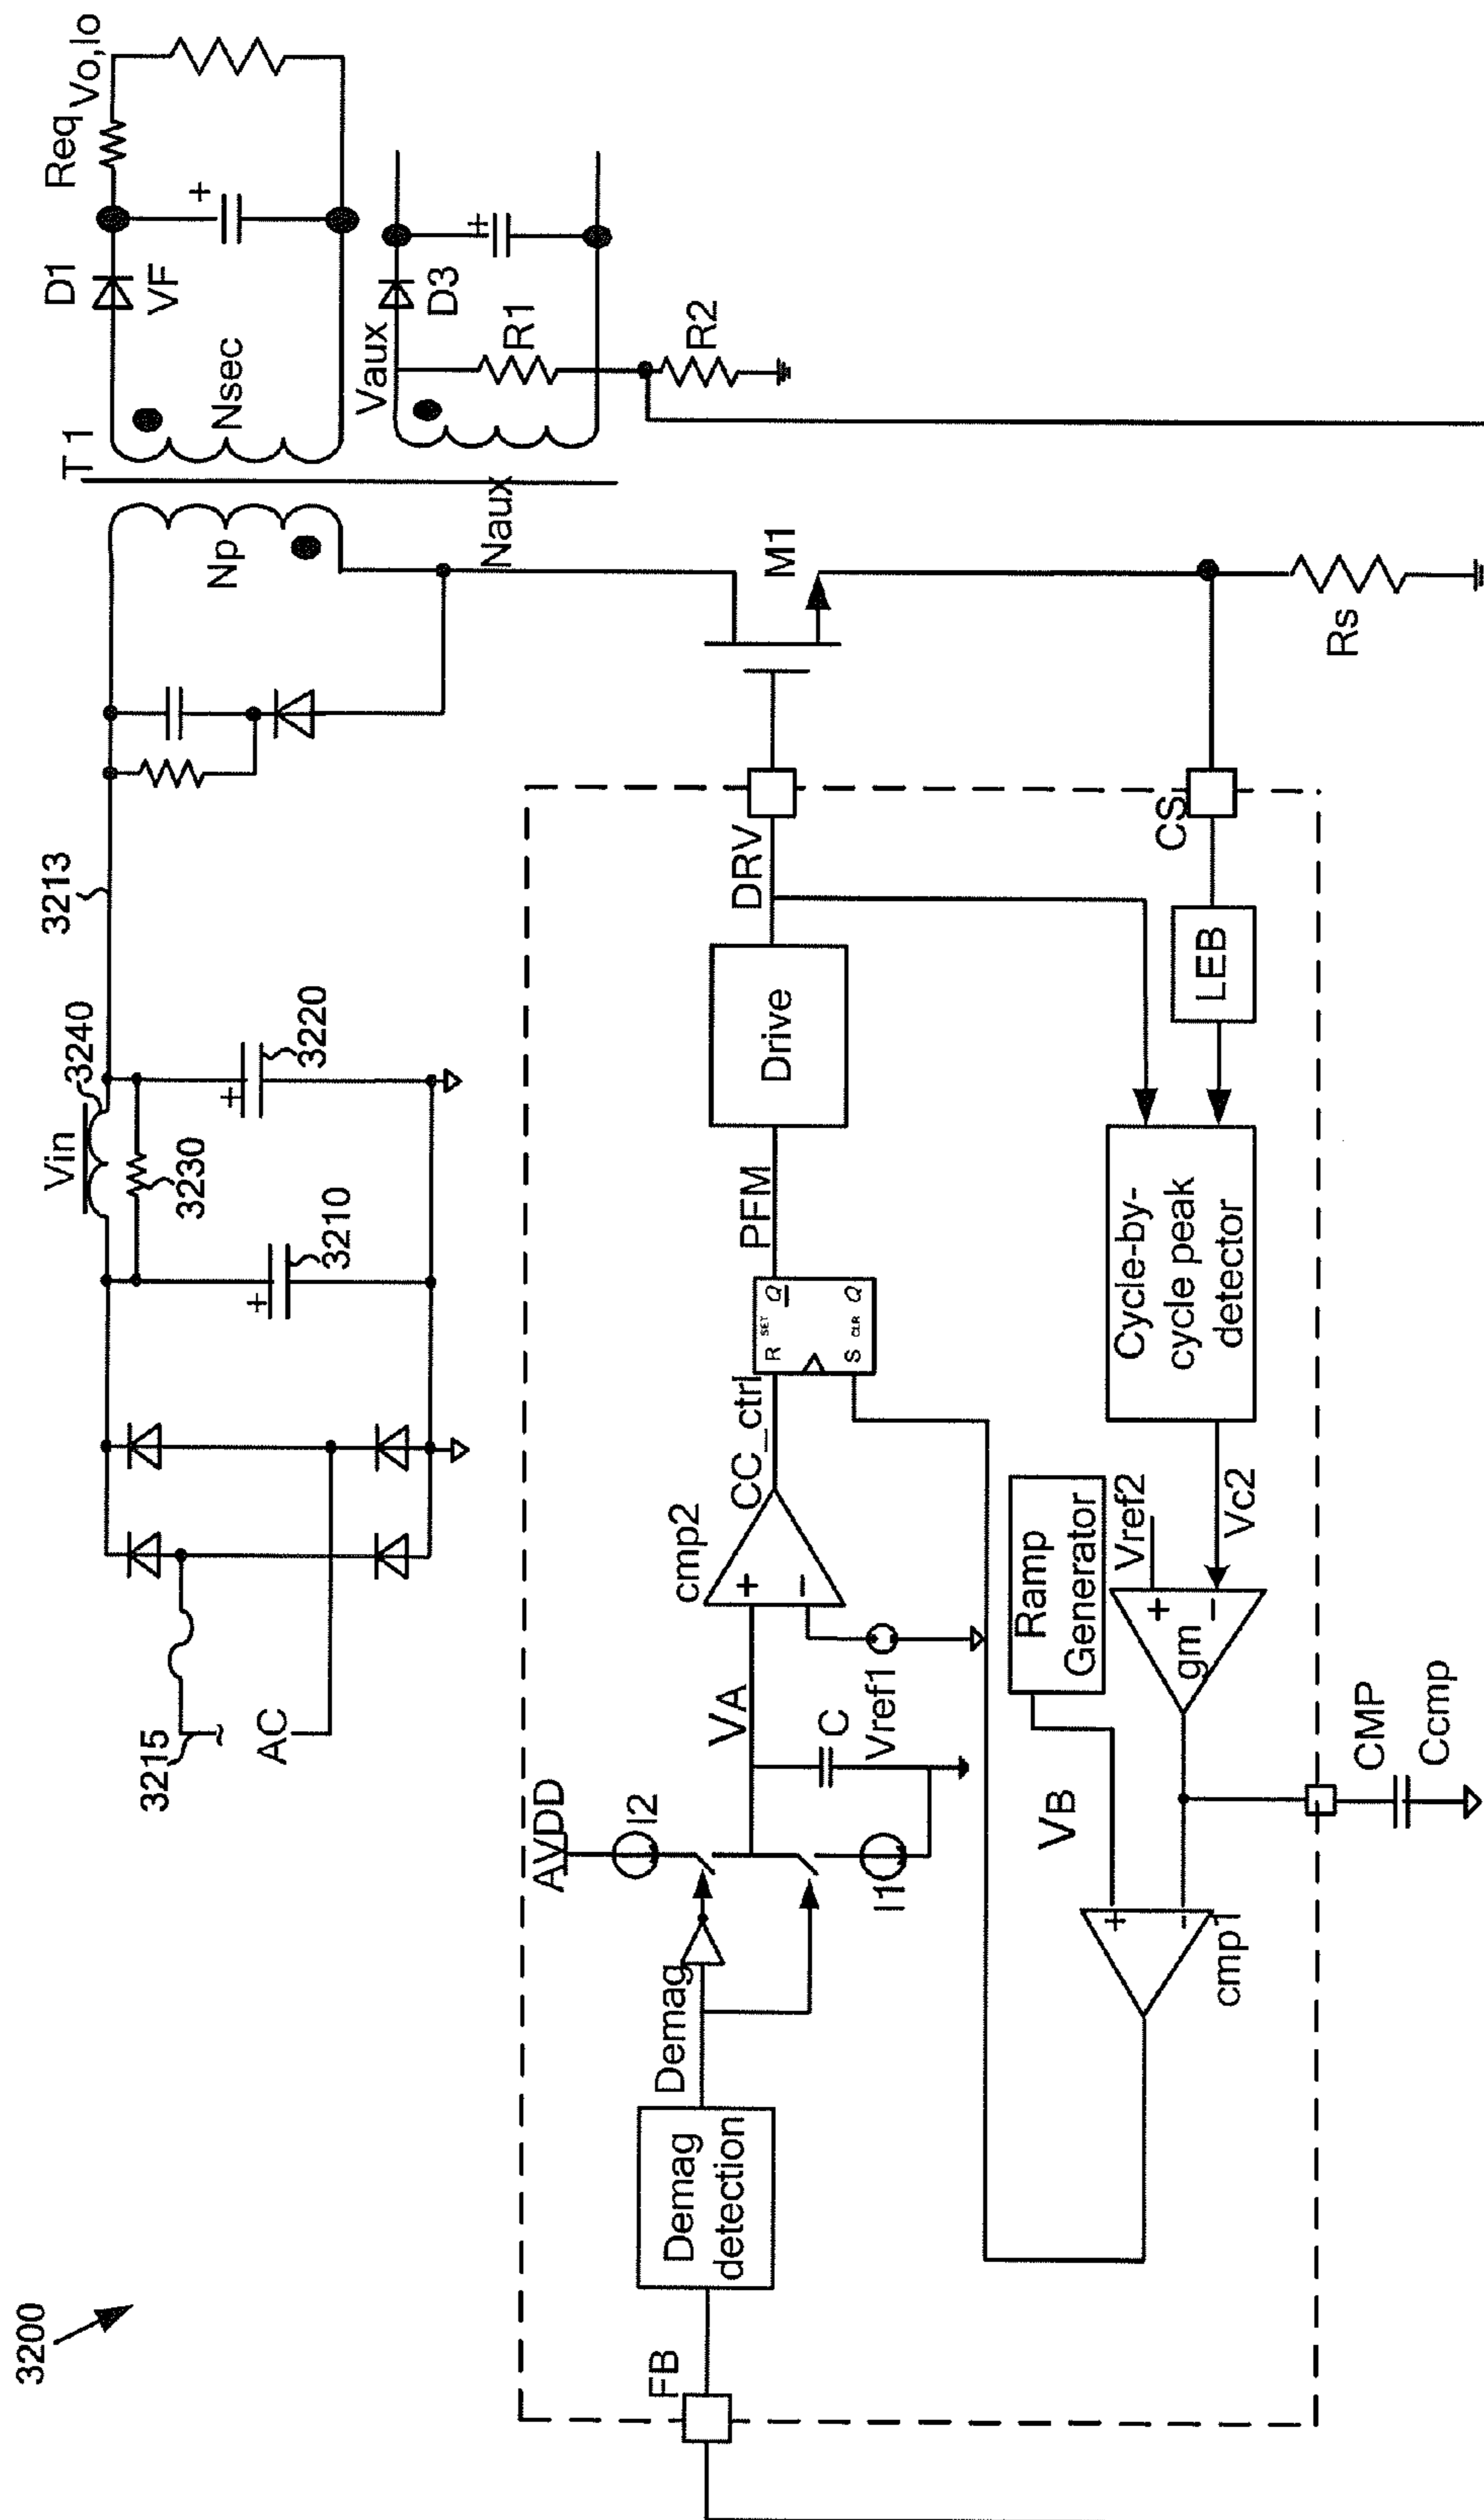 3200
3215
AC
3210
3230
Vin
3240
3220
3213
Np
T1
Nsec
D1
VF
Req
Vo,Io
Vaux
D3
R1
R2
Naux
M1
Rs
FB
Demag
detection
Demag
AVDD
I2
I1
VA
C
Vref1
cmp2
+
−
CC_ctrl
R SET Q
S CLR Q
PFM
Drive
DRV
CS
LEB
Cycle-by-
cycle peak
detector
Vc2
Vref2
Ramp
Generator
gm
+
−
VB
cmp1
+
−
CMP
Ccmp